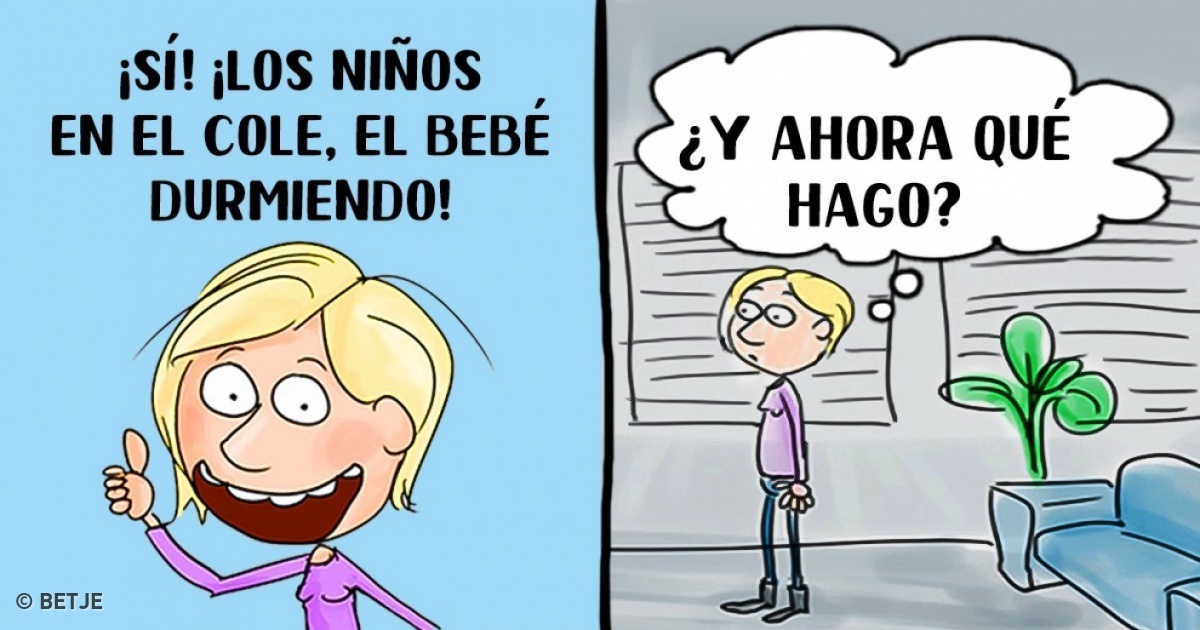 ¡SÍ! ¡LOS NIÑOS
EN EL COLE, EL BEBÉ
DURMIENDO!
¿Y AHORA QUÉ
HAGO?
© BETJE